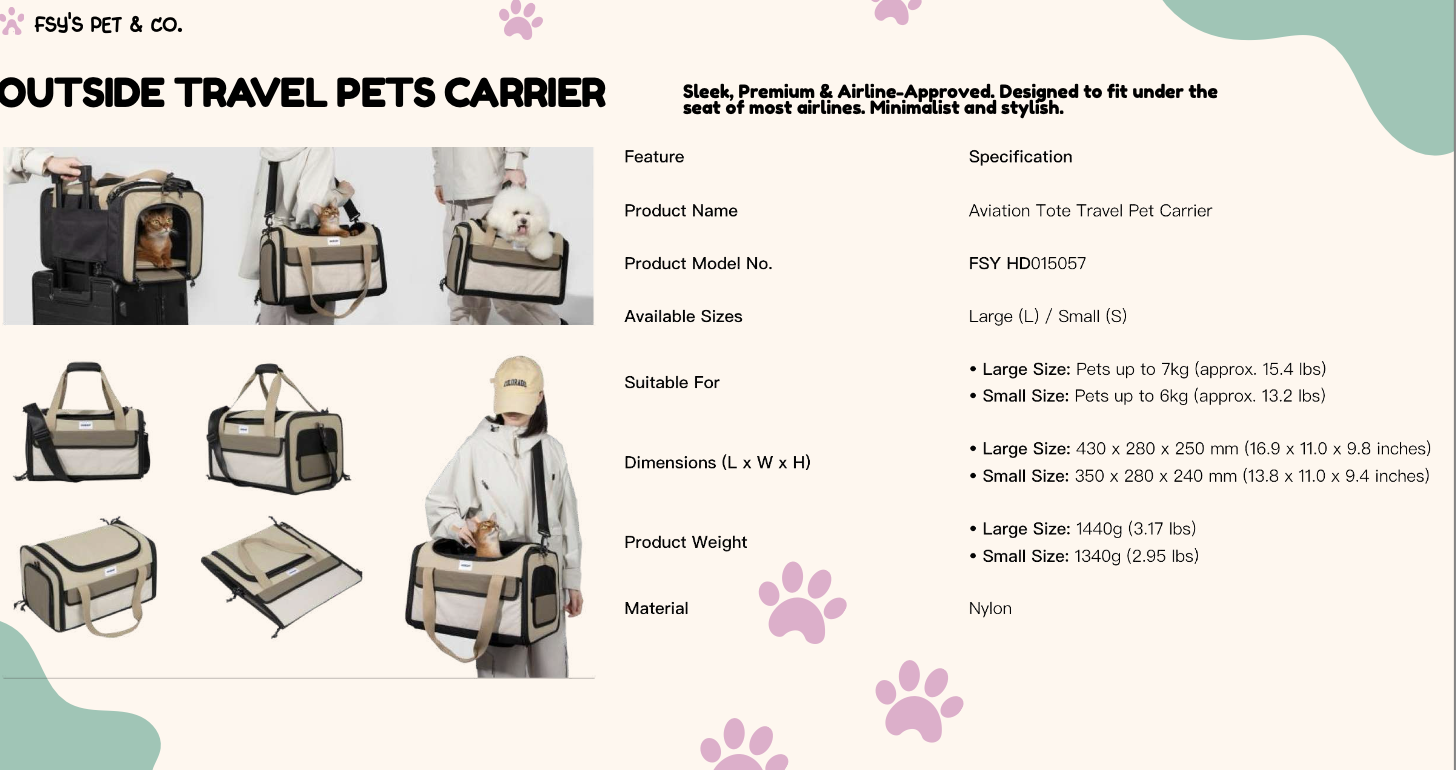 FSY'S PET & CO.
OUTSIDE TRAVEL PETS CARRIER
Sleek, Premium & Airline-Approved. Designed to fit under the
seat of most airlines. Minimalist and stylish.
Feature Specification
Product Name Aviation Tote Travel Pet Carrier
Product Model No. FSY HD015057
Available Sizes Large (L) / Small (S)
Suitable For
• Large Size: Pets up to 7kg (approx. 15.4 lbs)
• Small Size: Pets up to 6kg (approx. 13.2 lbs)
Dimensions (L x W x H)
• Large Size: 430 x 280 x 250 mm (16.9 x 11.0 x 9.8 inches)
• Small Size: 350 x 280 x 240 mm (13.8 x 11.0 x 9.4 inches)
Product Weight
• Large Size: 1440g (3.17 lbs)
• Small Size: 1340g (2.95 lbs)
Material Nylon
COLORADO